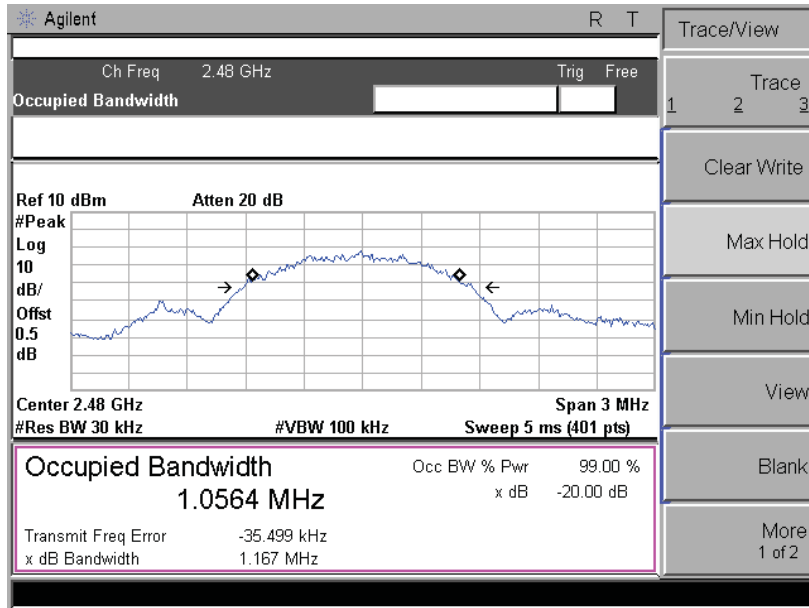 Agilent R T
Trace/View
Ch Freq 2.48 GHz Trig Free
Occupied Bandwidth
Trace
1 2 3
Clear Write
Max Hold
Min Hold
View
Blank
More
1 of 2
Ref 10 dBm Atten 20 dB
#Peak
Log
10
dB/
Offst
0.5
dB
Center 2.48 GHz Span 3 MHz
#Res BW 30 kHz #VBW 100 kHz Sweep 5 ms (401 pts)
Occupied Bandwidth
1.0564 MHz
Occ BW % Pwr 99.00 %
x dB -20.00 dB
Transmit Freq Error -35.499 kHz
x dB Bandwidth 1.167 MHz